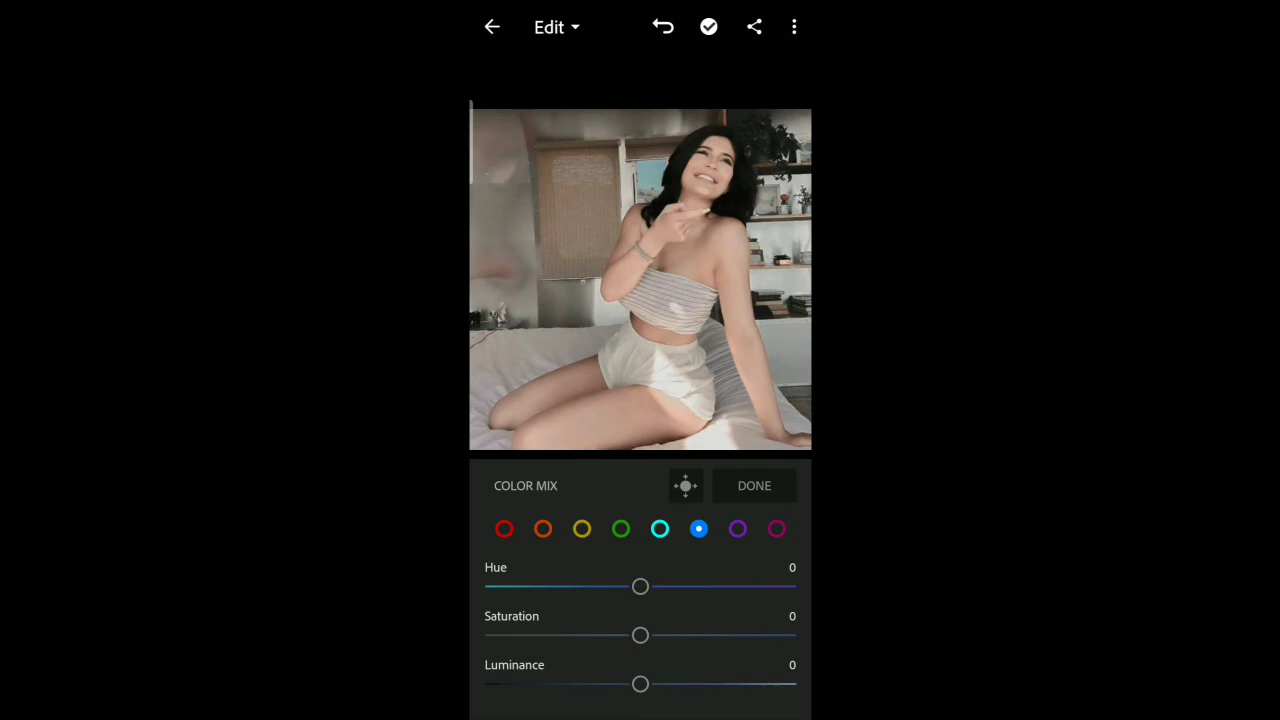 Edit
COLOR MIX
DONE
Hue 0
Saturation 0
Luminance 0